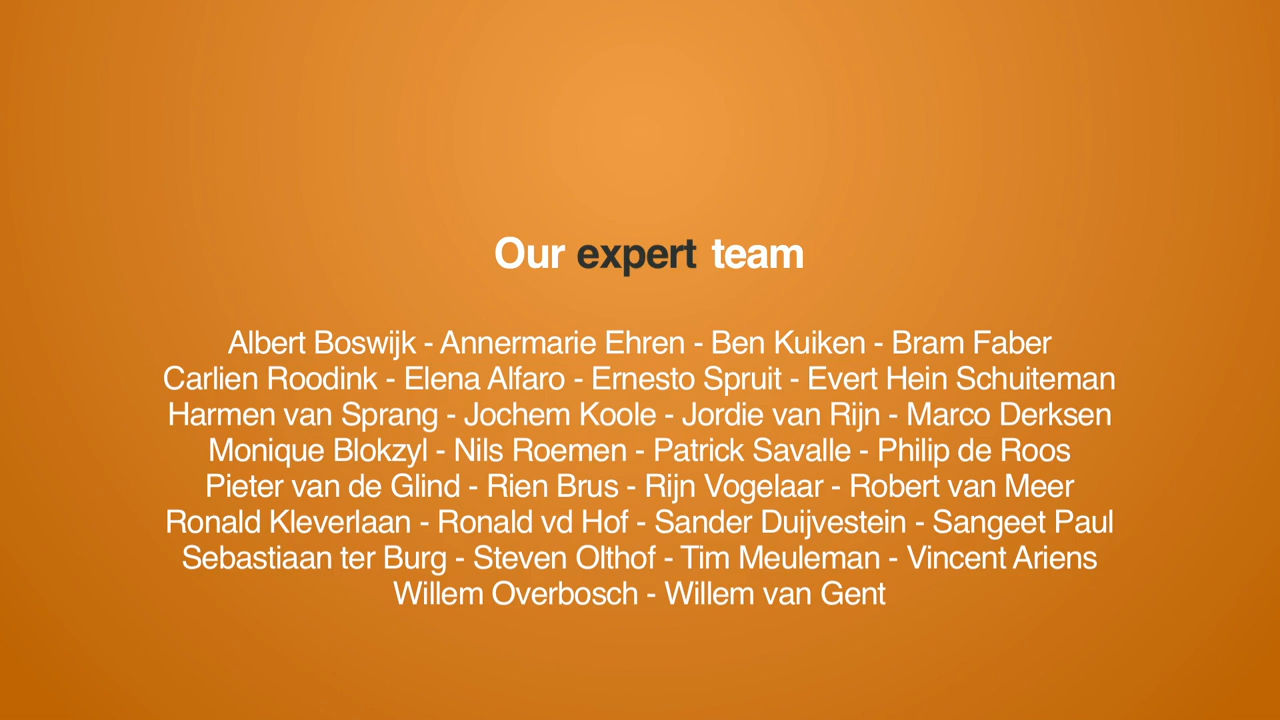 Our expert team
Albert Boswijk - Annermarie Ehren - Ben Kuiken - Bram Faber
Carlien Roodink - Elena Alfaro - Ernesto Spruit - Evert Hein Schuiteman
Harmen van Sprang - Jochem Koole - Jordie van Rijn - Marco Derksen
Monique Blokzyl - Nils Roemen - Patrick Savalle - Philip de Roos
Pieter van de Glind - Rien Brus - Rijn Vogelaar - Robert van Meer
Ronald Kleverlaan - Ronald vd Hof - Sander Duijvestein - Sangeet Paul
Sebastiaan ter Burg - Steven Olthof - Tim Meuleman - Vincent Ariens
Willem Overbosch - Willem van Gent